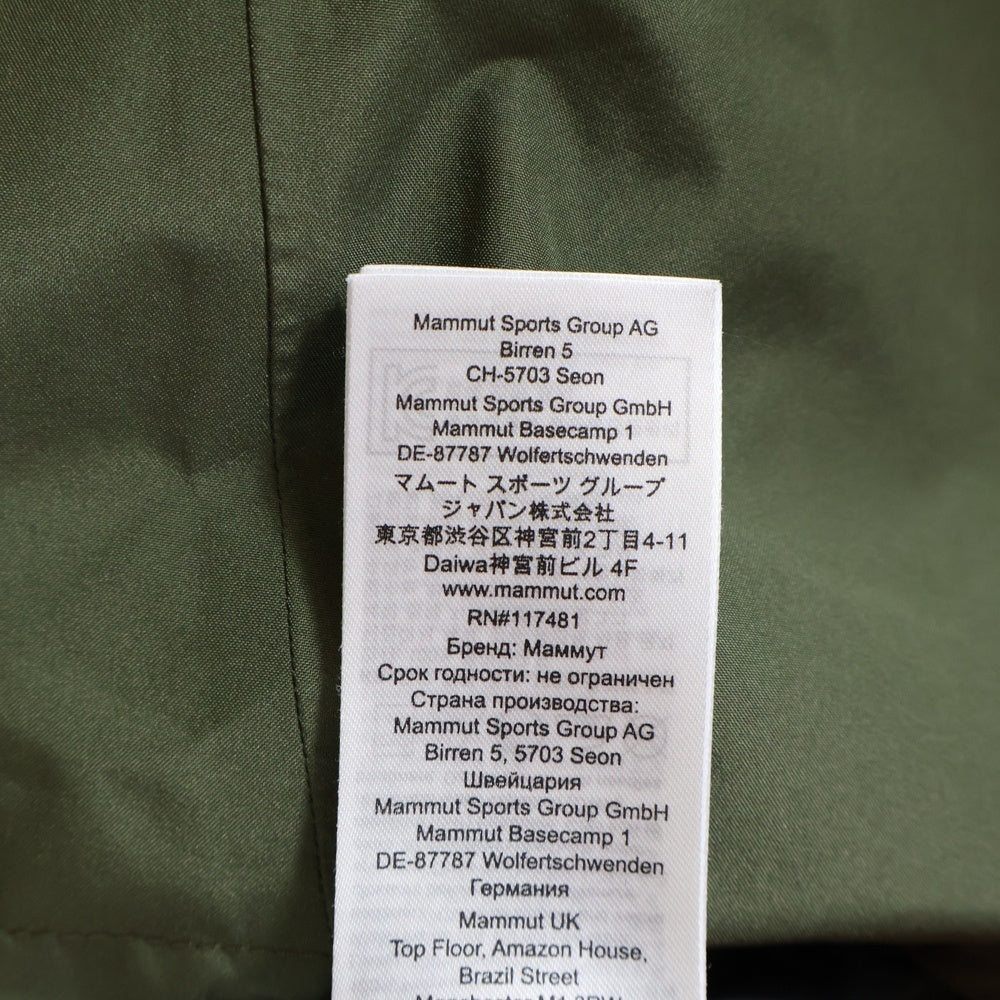 Mammut Sports Group AG
Birren 5
CH-5703 Seon
Mammut Sports Group GmbH
Mammut Basecamp 1
DE-87787 Wolfertschwenden
マムート スポーツ グループ
ジャパン株式会社
東京都渋谷区神宮前2丁目4-11
Daiwa神宮前ビル 4F
www.mammut.com
RN#117481
Бренд: Маммут
Срок годности: не ограничен
Страна производства:
Mammut Sports Group AG
Birren 5, 5703 Seon
Швейцария
Mammut Sports Group GmbH
Mammut Basecamp 1
DE-87787 Wolfertschwenden
Германия
Mammut UK
Top Floor, Amazon House,
Brazil Street
Manchester M1